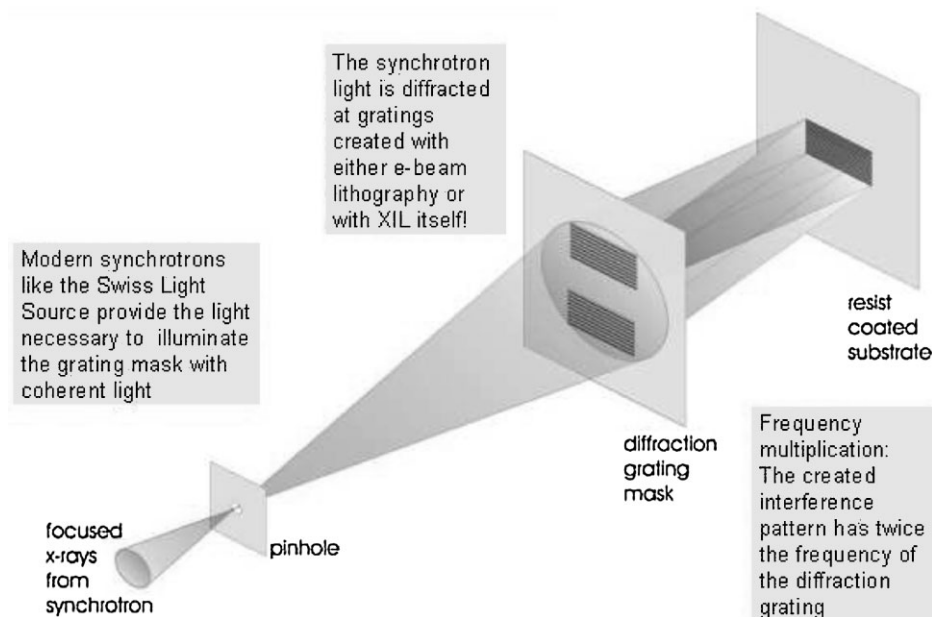 The synchrotron
light is diffracted
at gratings
created with
either e-beam
lithography or
with XIL itself!
Modern synchrotrons
like the Swiss Light
Source provide the light
necessary to illuminate
the grating mask with
coherent light
resist
coated
substrate
diffraction
grating
mask
Frequency
multiplication:
The created
interference
pattern has twice
the frequency of
the diffraction
grating
pinhole
focused
x-rays
from
synchrotron